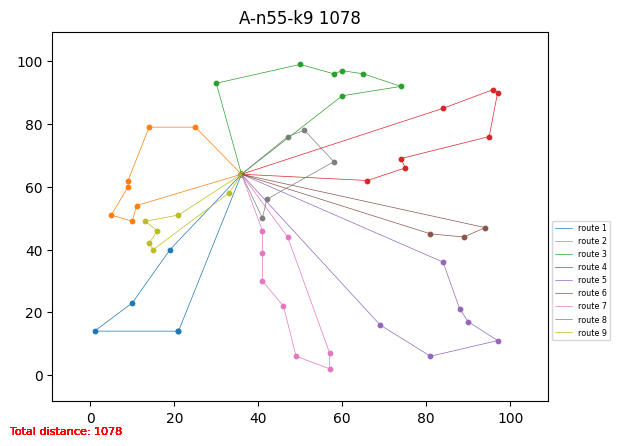 A-n55-k9 1078
100
80
60
40
20
0
0 20 40 60 80 100
route 1
route 2
route 3
route 4
route 5
route 6
route 7
route 8
route 9
Total distance: 1078